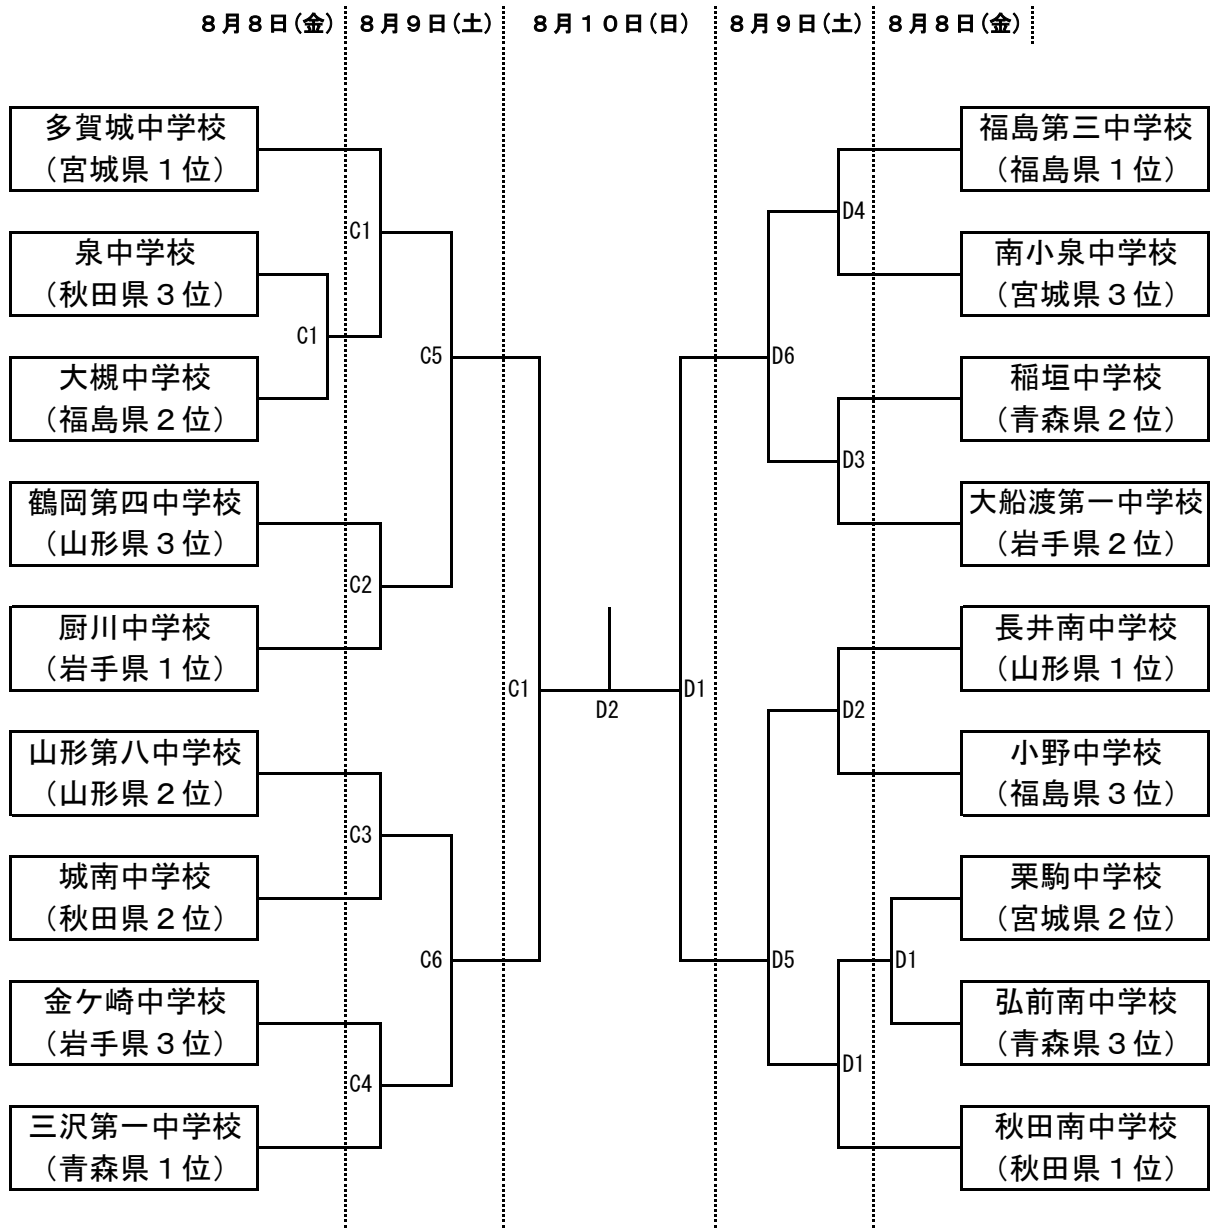 ８月８日（金） ８月９日（土） ８月１０日（日） ８月９日（土） ８月８日（金）
多賀城中学校
（宮城県１位）
泉中学校
（秋田県３位）
大槻中学校
（福島県２位）
鶴岡第四中学校
（山形県３位）
厨川中学校
（岩手県１位）
山形第八中学校
（山形県２位）
城南中学校
（秋田県２位）
金ケ崎中学校
（岩手県３位）
三沢第一中学校
（青森県１位）
C1
C1
C5
C2
C3
C6
C4
C1
D2
D1
D4
D6
D3
D2
D5
D1
D1
福島第三中学校
（福島県１位）
南小泉中学校
（宮城県３位）
稲垣中学校
（青森県２位）
大船渡第一中学校
（岩手県２位）
長井南中学校
（山形県１位）
小野中学校
（福島県３位）
栗駒中学校
（宮城県２位）
弘前南中学校
（青森県３位）
秋田南中学校
（秋田県１位）